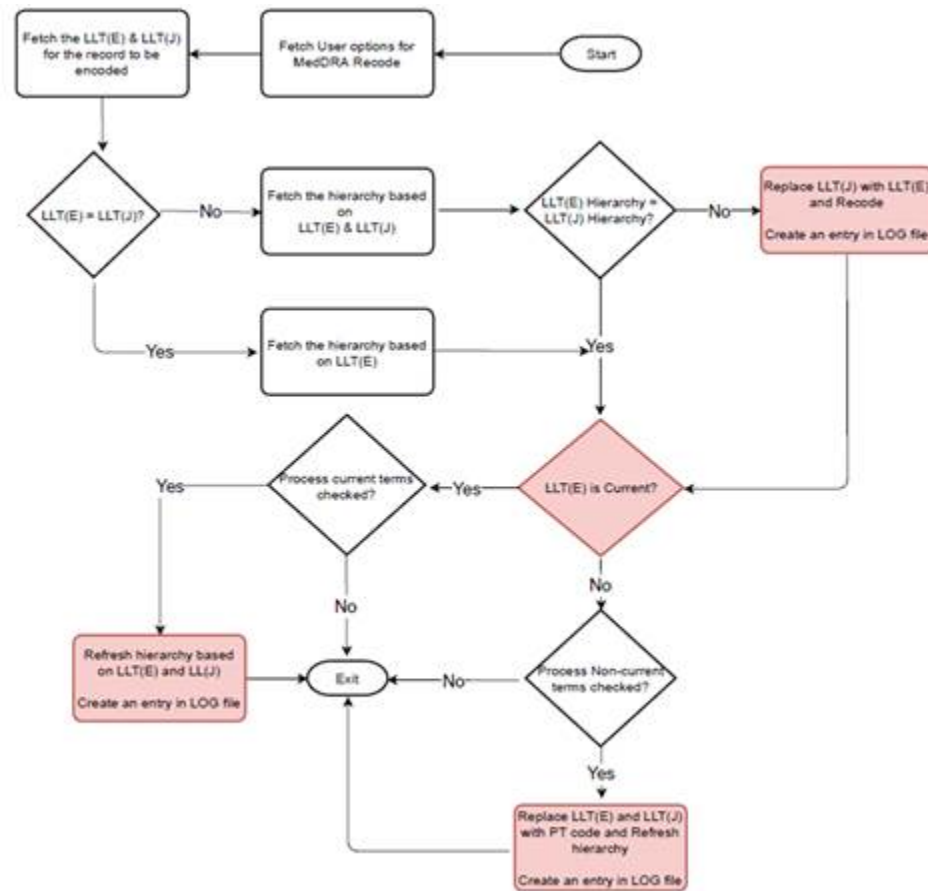 Fetch the LLT(E) & LLT(J)
for the record to be
encoded
Fetch User options for
MedDRA Recode
Start
LLT(E) = LLT(J)?
No
Fetch the hierarchy based
on
LLT(E) & LLT(J)
LLT(E) Hierarchy =
LLT(J) Hierarchy?
No
Replace LLT(J) with LLT(E)
and Recode
Create an entry in LOG file
Yes
Fetch the hierarchy based
on LLT(E)
Yes
Process current terms
checked?
Yes
Yes
LLT(E) is Current?
No
No
Refresh hierarchy based
on LLT(E) and LL(J)
Create an entry in LOG file
Exit
No
Process Non-current
terms checked?
Yes
Replace LLT(E) and LLT(J)
with PT code and Refresh
hierarchy
Create an entry in LOG file